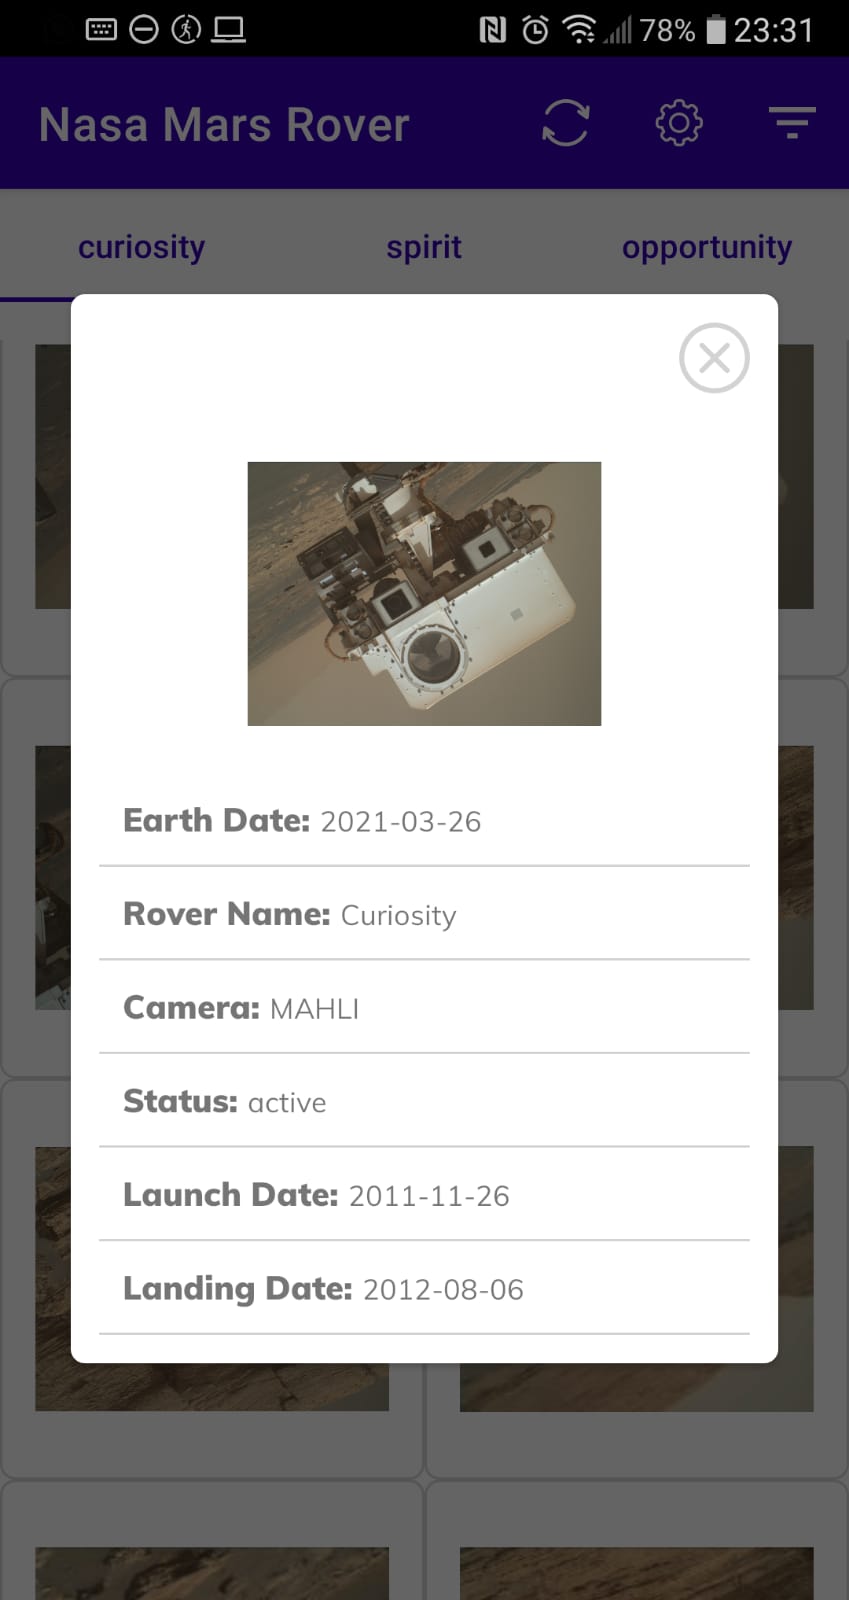 78% 23:31
Nasa Mars Rover
curiosity spirit opportunity
Earth Date: 2021-03-26
Rover Name: Curiosity
Camera: MAHLI
Status: active
Launch Date: 2011-11-26
Landing Date: 2012-08-06